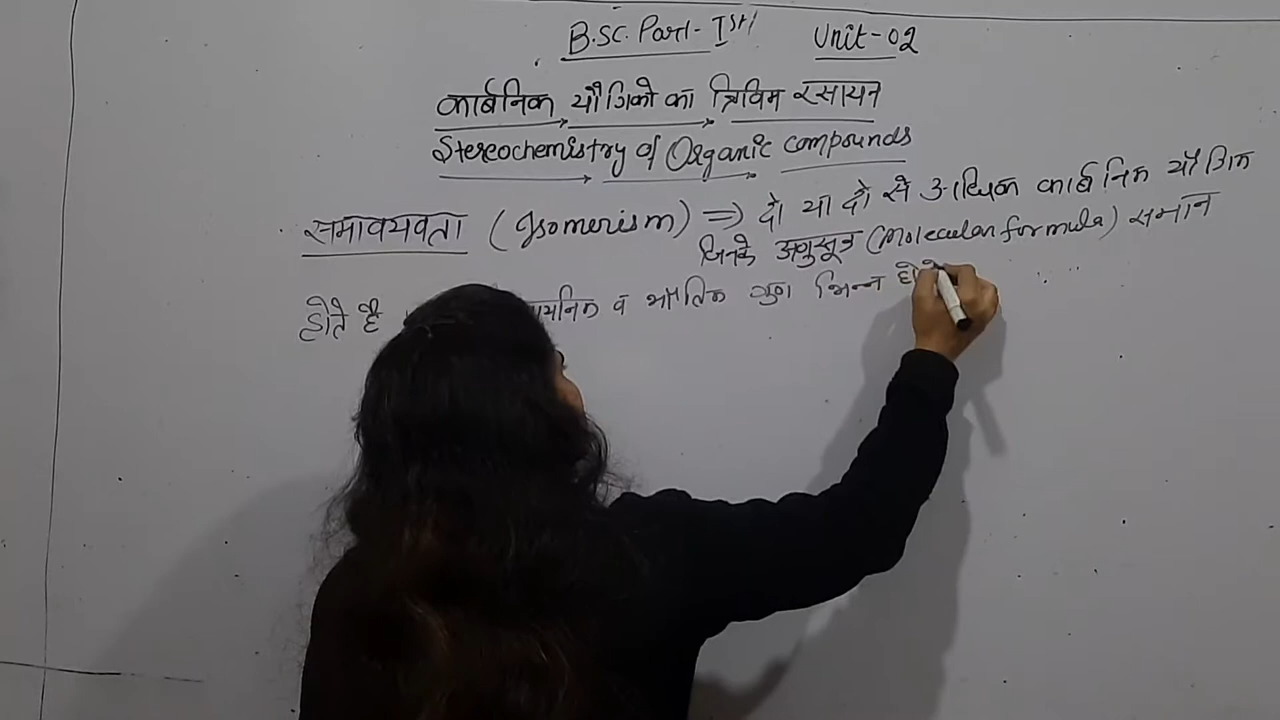 B.SC. Part- Ist Unit-02
कार्बनिक यौगिको का त्रिविम रसायन
Stereochemistry of Organic compounds
समावयवता (Isomerism) => दो या दो से अधिक कार्बनिक यौगिक
जिनके अणुसूत्र (Molecular formula) समान
होते है व भौतिक गुण भिन्न